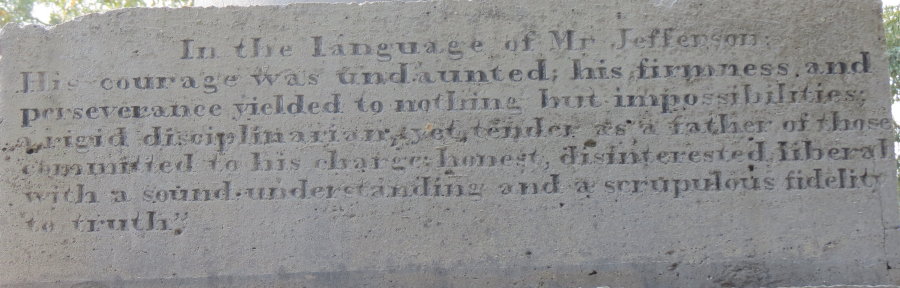 In the Language of Mr Jefferson:
His courage was undaunted; his firmness and
perseverance yielded to nothing but impossibilities;
a rigid disciplinarian, yet tender as a father of those
committed to his charge; honest, disinterested, liberal
with a sound understanding and a scrupulous fidelity
to truth."